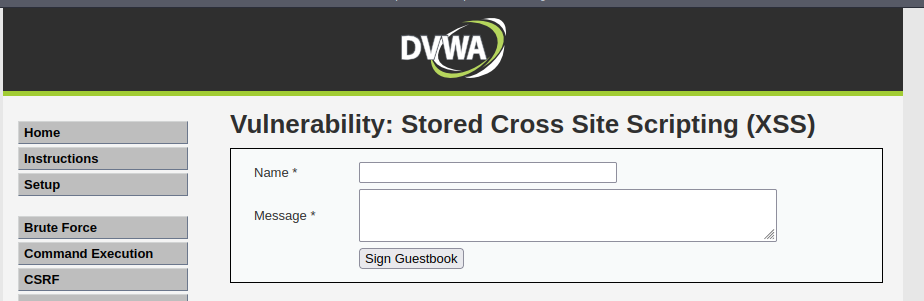 DVWA
Home
Instructions
Setup
Brute Force
Command Execution
CSRF
Vulnerability: Stored Cross Site Scripting (XSS)
Name *
Message *
Sign Guestbook